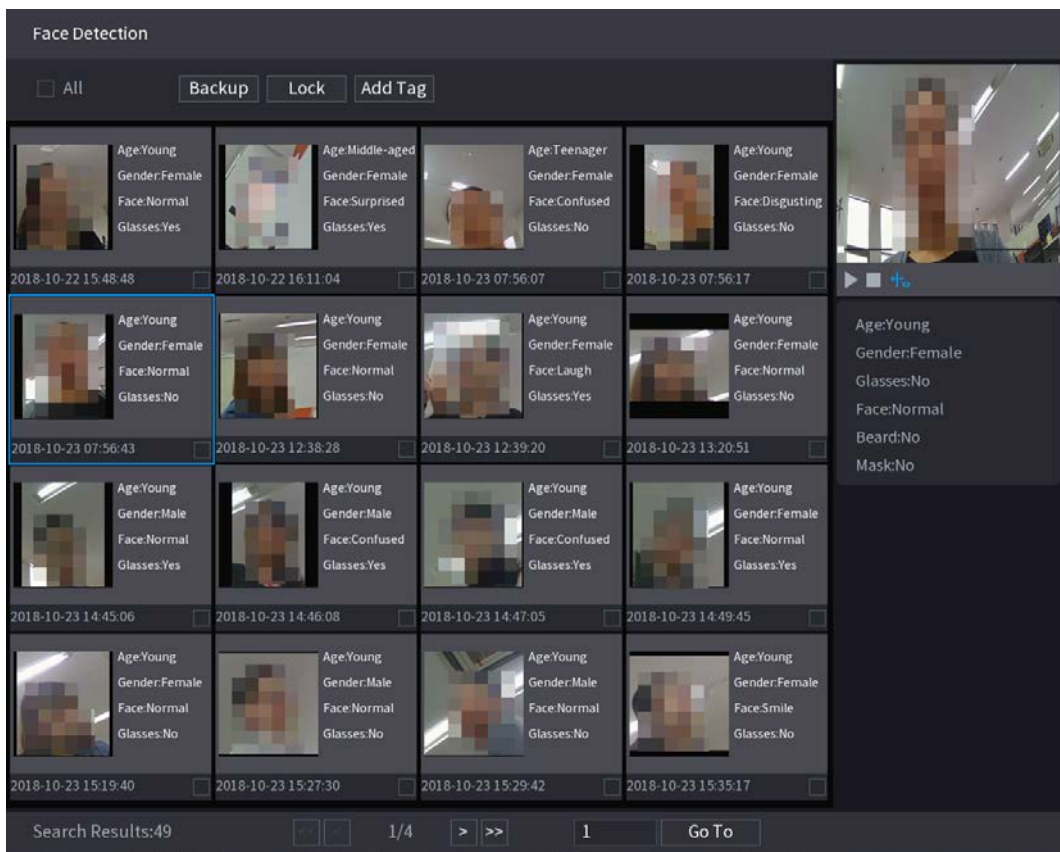 Face Detection
All Backup Lock Add Tag
Age:Young
Gender:Female
Face:Normal
Glasses:Yes
2018-10-22 15:48:48
Age:Middle-aged
Gender:Female
Face:Surprised
Glasses:Yes
2018-10-22 16:11:04
Age:Teenager
Gender:Female
Face:Confused
Glasses:No
2018-10-23 07:56:07
Age:Young
Gender:Female
Face:Disgusting
Glasses:No
2018-10-23 07:56:17
Age:Young
Gender:Female
Face:Normal
Glasses:No
2018-10-23 07:56:43
Age:Young
Gender:Female
Face:Normal
Glasses:No
2018-10-23 12:38:28
Age:Young
Gender:Female
Face:Laugh
Glasses:Yes
2018-10-23 12:39:20
Age:Young
Gender:Female
Face:Normal
Glasses:No
2018-10-23 13:20:51
Age:Young
Gender:Male
Face:Normal
Glasses:Yes
2018-10-23 14:45:06
Age:Young
Gender:Male
Face:Confused
Glasses:Yes
2018-10-23 14:46:08
Age:Young
Gender:Male
Face:Confused
Glasses:Yes
2018-10-23 14:47:05
Age:Young
Gender:Female
Face:Normal
Glasses:Yes
2018-10-23 14:49:45
Age:Young
Gender:Female
Face:Normal
Glasses:No
2018-10-23 15:19:40
Age:Young
Gender:Male
Face:Normal
Glasses:No
2018-10-23 15:27:30
Age:Young
Gender:Male
Face:Normal
Glasses:No
2018-10-23 15:29:42
Age:Young
Gender:Female
Face:Smile
Glasses:No
2018-10-23 15:35:17
Age:Young
Gender:Female
Glasses:No
Face:Normal
Beard:No
Mask:No
Search Results:49 << < 1/4 > >> 1 Go To